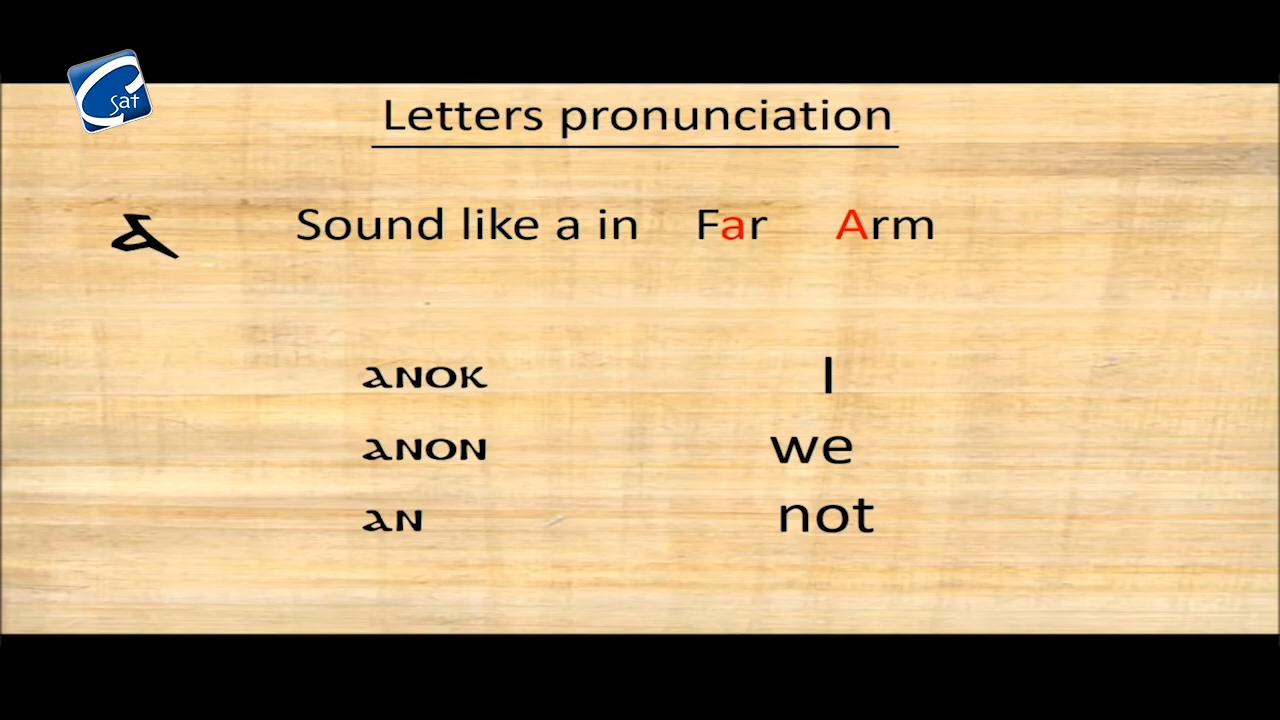 Sat
Letters pronunciation
ⲁ Sound like a in Far Arm
ⲁⲛⲟⲕ I
ⲁⲛⲟⲛ we
ⲁⲛ not